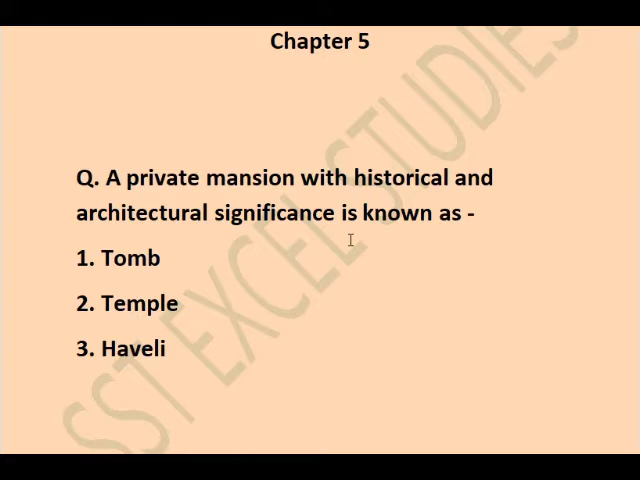 Chapter 5
Q. A private mansion with historical and
architectural significance is known as -
1. Tomb
2. Temple
3. Haveli
SST EXCEL STUDIES